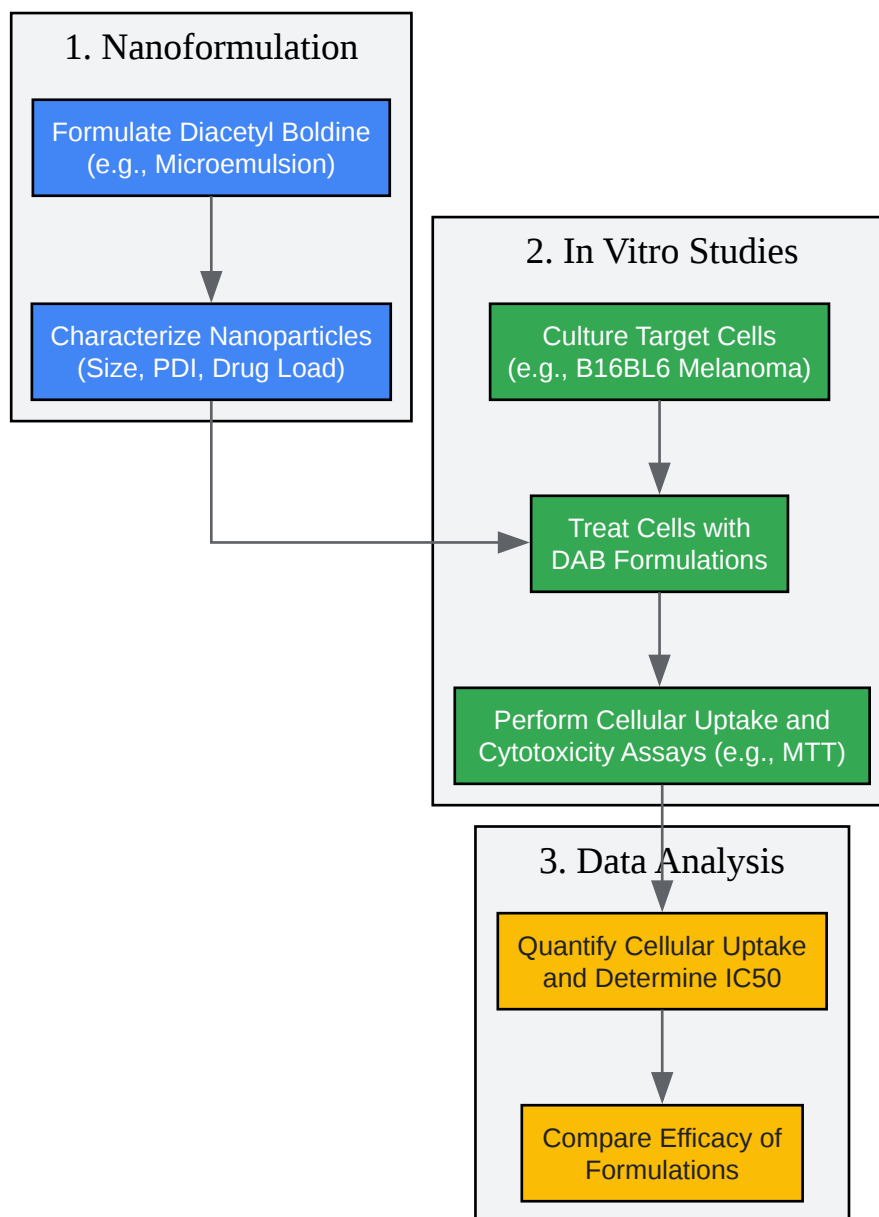 1. Nanoformulation
Formulate Diacetyl Boldine
(e.g., Microemulsion)
Characterize Nanoparticles
(Size, PDI, Drug Load)
2. In Vitro Studies
Culture Target Cells
(e.g., B16BL6 Melanoma)
Treat Cells with
DAB Formulations
Perform Cellular Uptake and
Cytotoxicity Assays (e.g., MTT)
3. Data Analysis
Quantify Cellular Uptake
and Determine IC50
Compare Efficacy of
Formulations